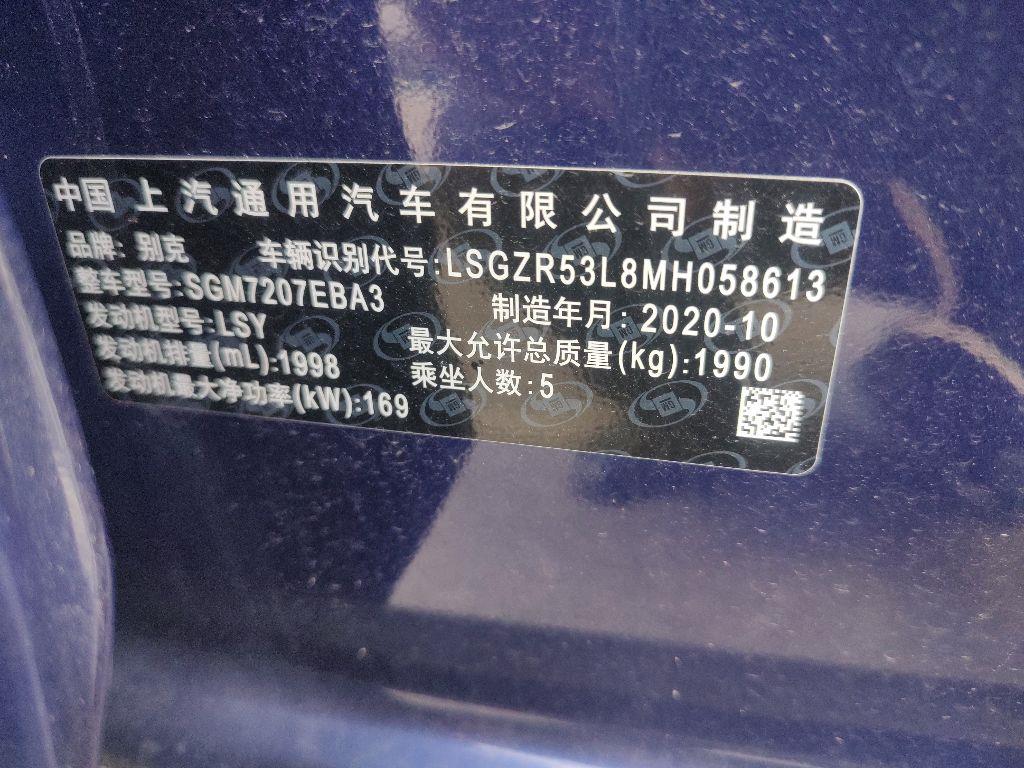 中国上汽通用汽车有限公司制造
品牌: 别克 车辆识别代号:LSGZR53L8MH058613
整车型号:SGM7207EBA3 制造年月: 2020-10
发动机型号:LSY 最大允许总质量(kg):1990
发动机排量(mL):1998 乘坐人数:5
发动机最大净功率(kW):169